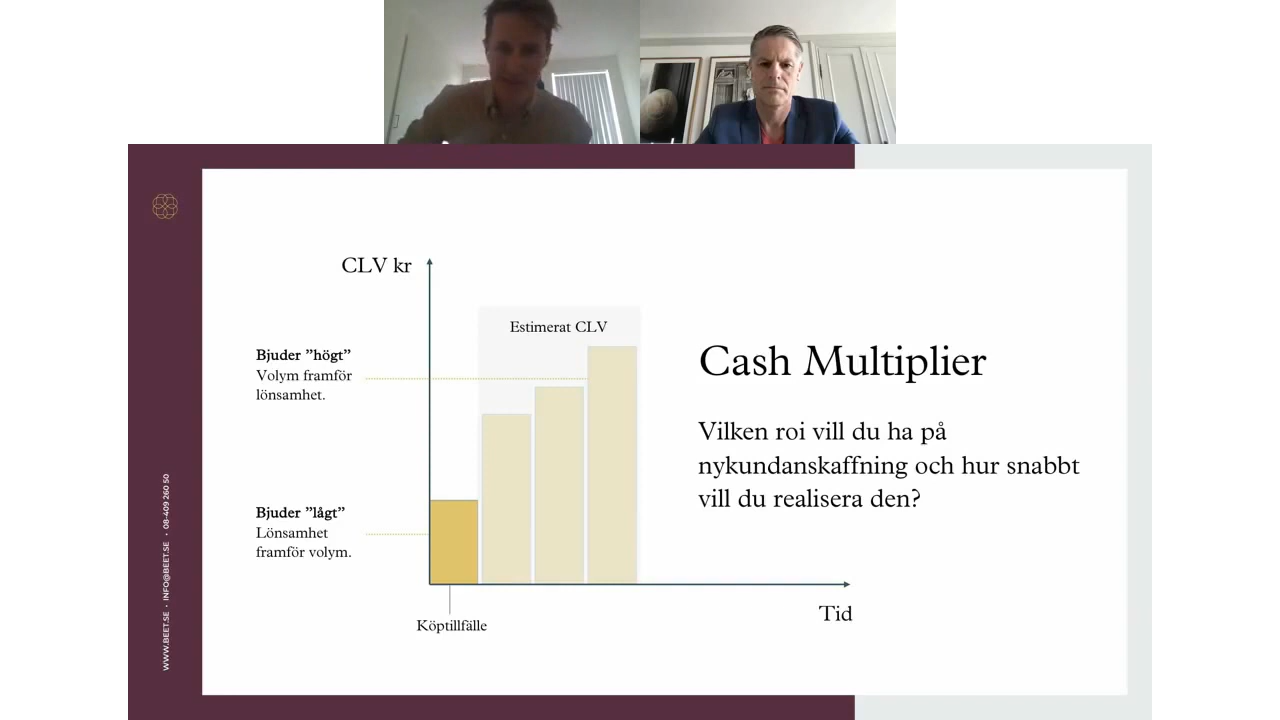 CLV kr
Estimerat CLV
Bjuder ”högt”
Volym framför
lönsamhet.
Bjuder ”lågt”
Lönsamhet
framför volym.
Köptillfälle
Tid
Cash Multiplier
Vilken roi vill du ha på
nykundanskaffning och hur snabbt
vill du realisera den?
WWW.BEET.SE • INFO@BEET.SE • 08-409 260 50